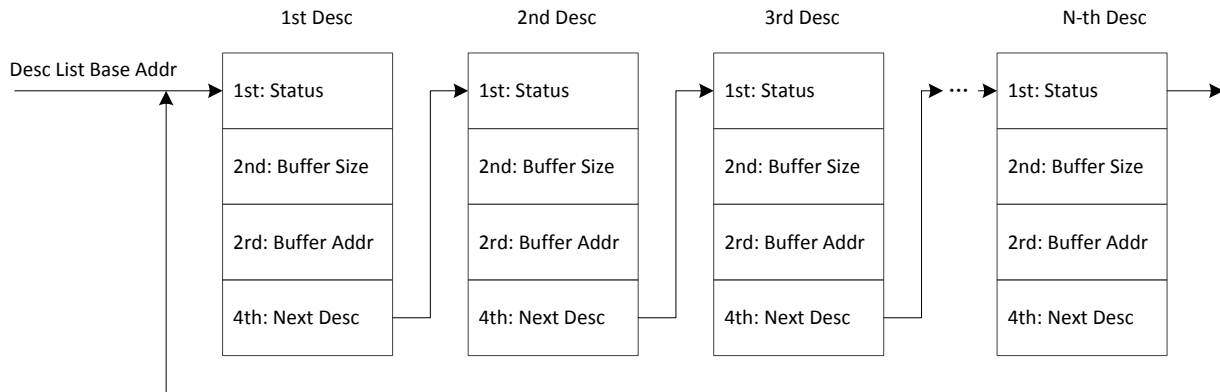 1st Desc
2nd Desc
3rd Desc
N-th Desc
Desc List Base Addr
1st: Status
1st: Status
1st: Status
...
1st: Status
2nd: Buffer Size
2nd: Buffer Size
2nd: Buffer Size
2nd: Buffer Size
2rd: Buffer Addr
2rd: Buffer Addr
2rd: Buffer Addr
2rd: Buffer Addr
4th: Next Desc
4th: Next Desc
4th: Next Desc
4th: Next Desc